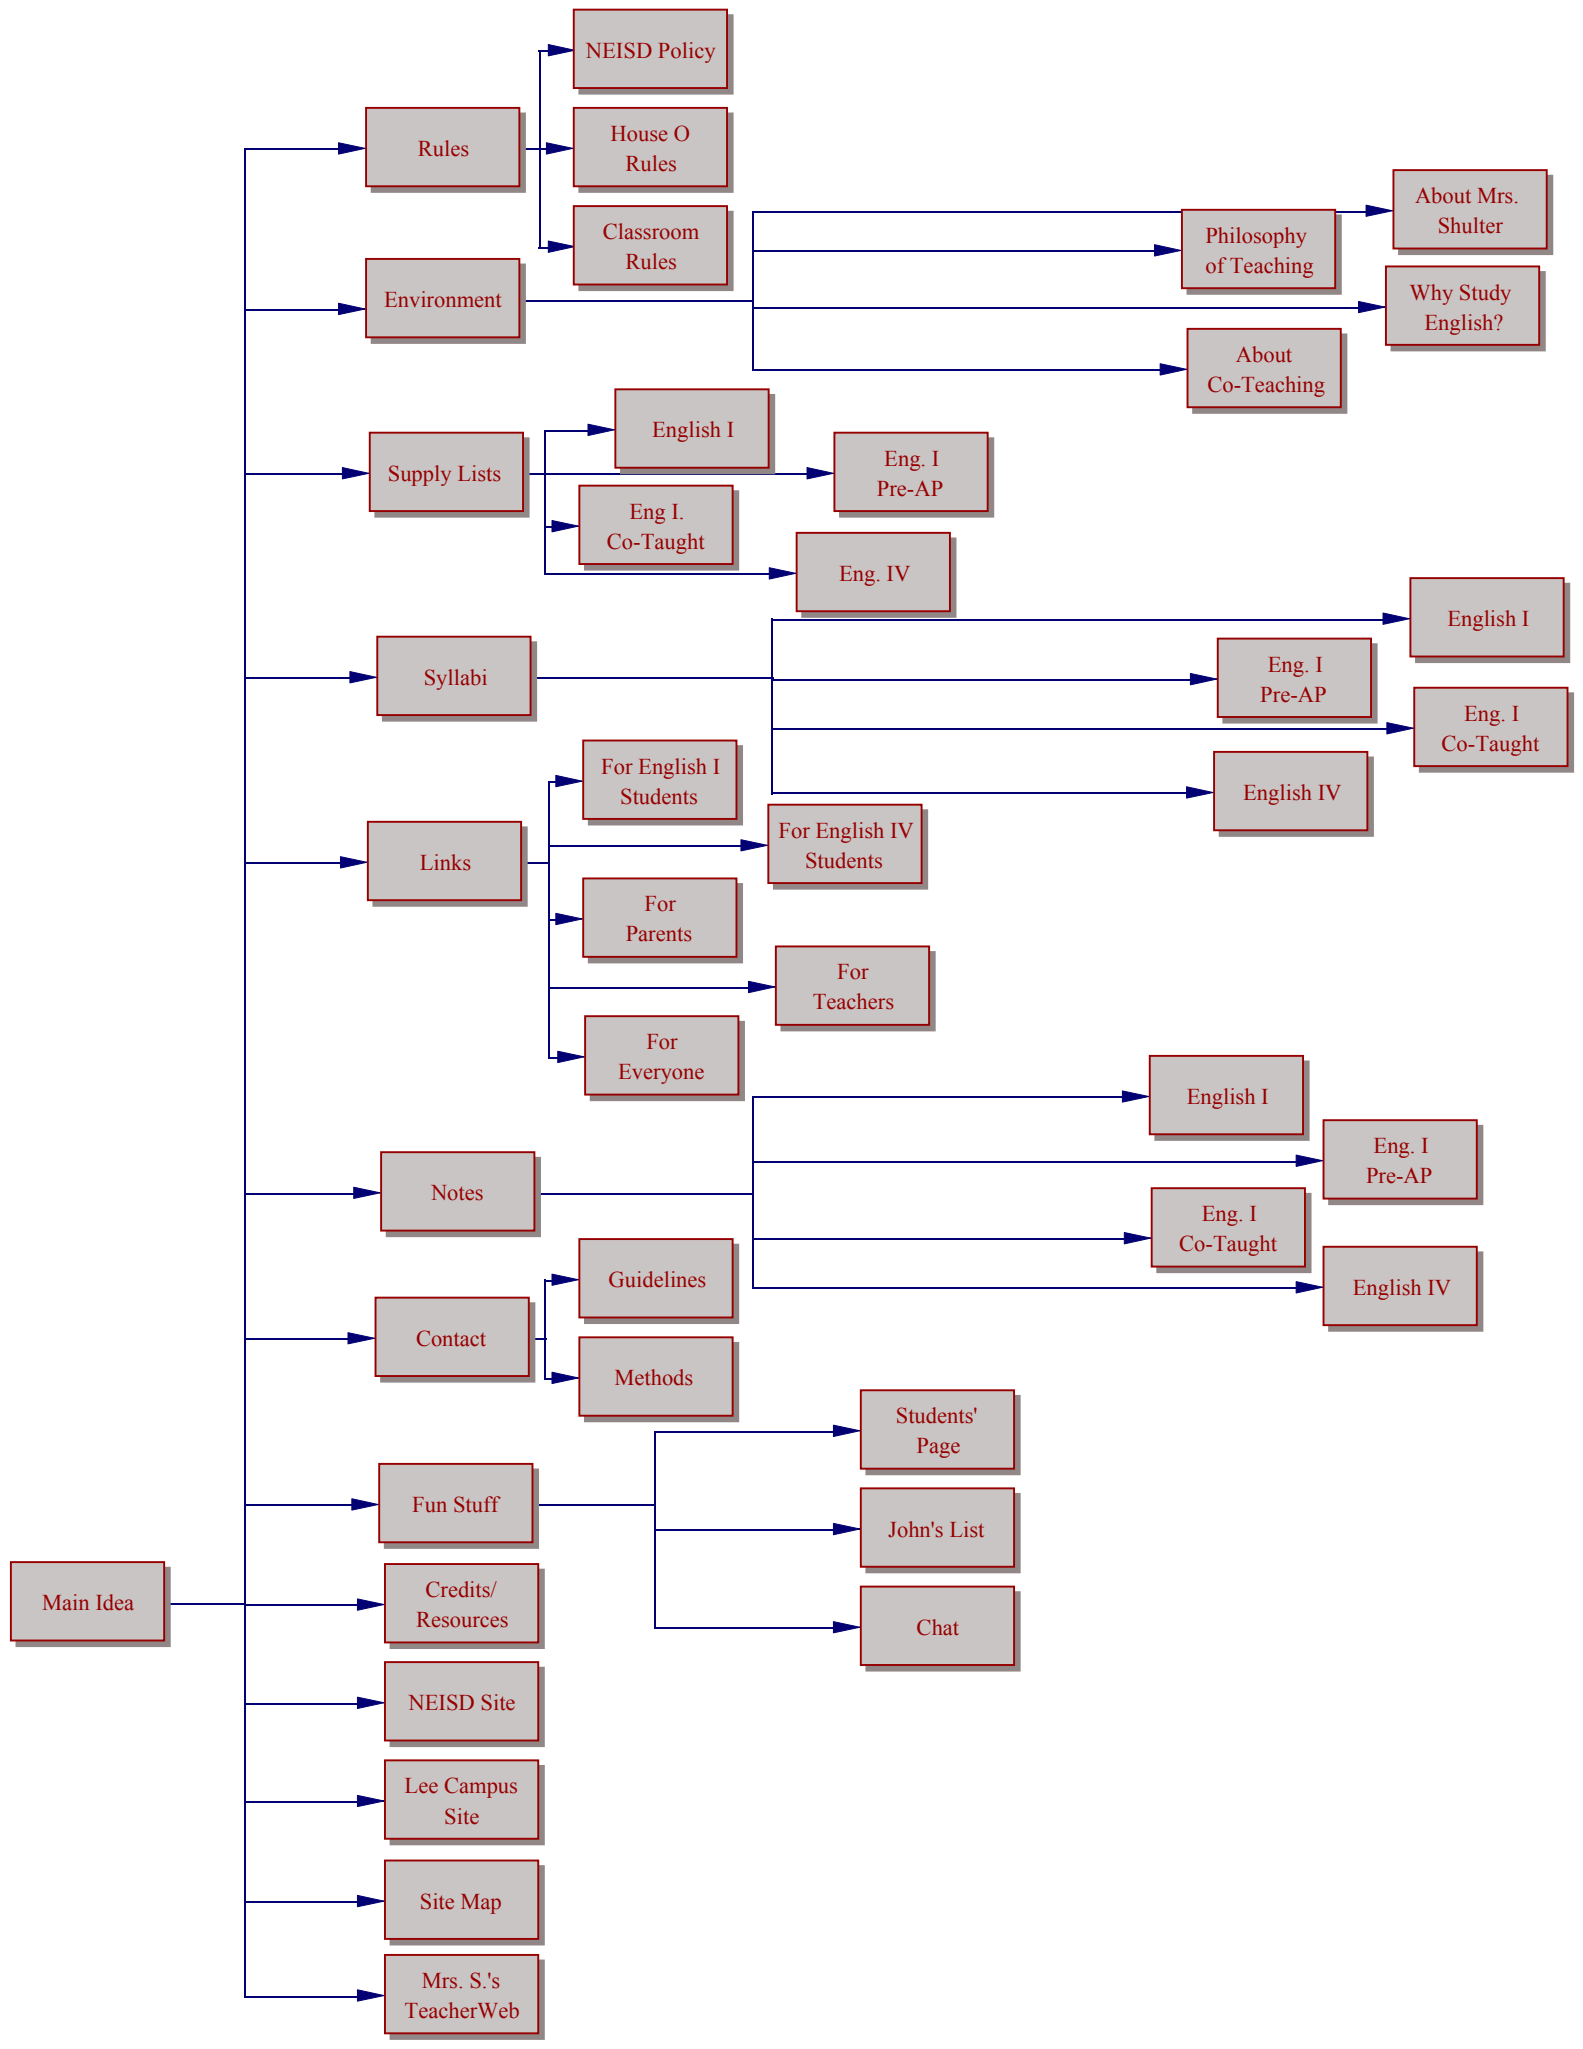 NEISD Policy
Rules
House O
Rules
Classroom
Rules
Environment
About Mrs.
Shulter
Philosophy
of Teaching
Why Study
English?
About
Co-Teaching
Supply Lists
English I
Eng. I
Pre-AP
Eng I.
Co-Taught
Eng. IV
Syllabi
English I
Eng. I
Pre-AP
Eng. I
Co-Taught
English IV
Links
For English I
Students
For English IV
Students
For
Parents
For
Teachers
For
Everyone
Notes
English I
Eng. I
Pre-AP
Eng. I
Co-Taught
English IV
Contact
Guidelines
Methods
Fun Stuff
Students'
Page
John's List
Chat
Main Idea
Credits/
Resources
NEISD Site
Lee Campus
Site
Site Map
Mrs. S.'s
TeacherWeb